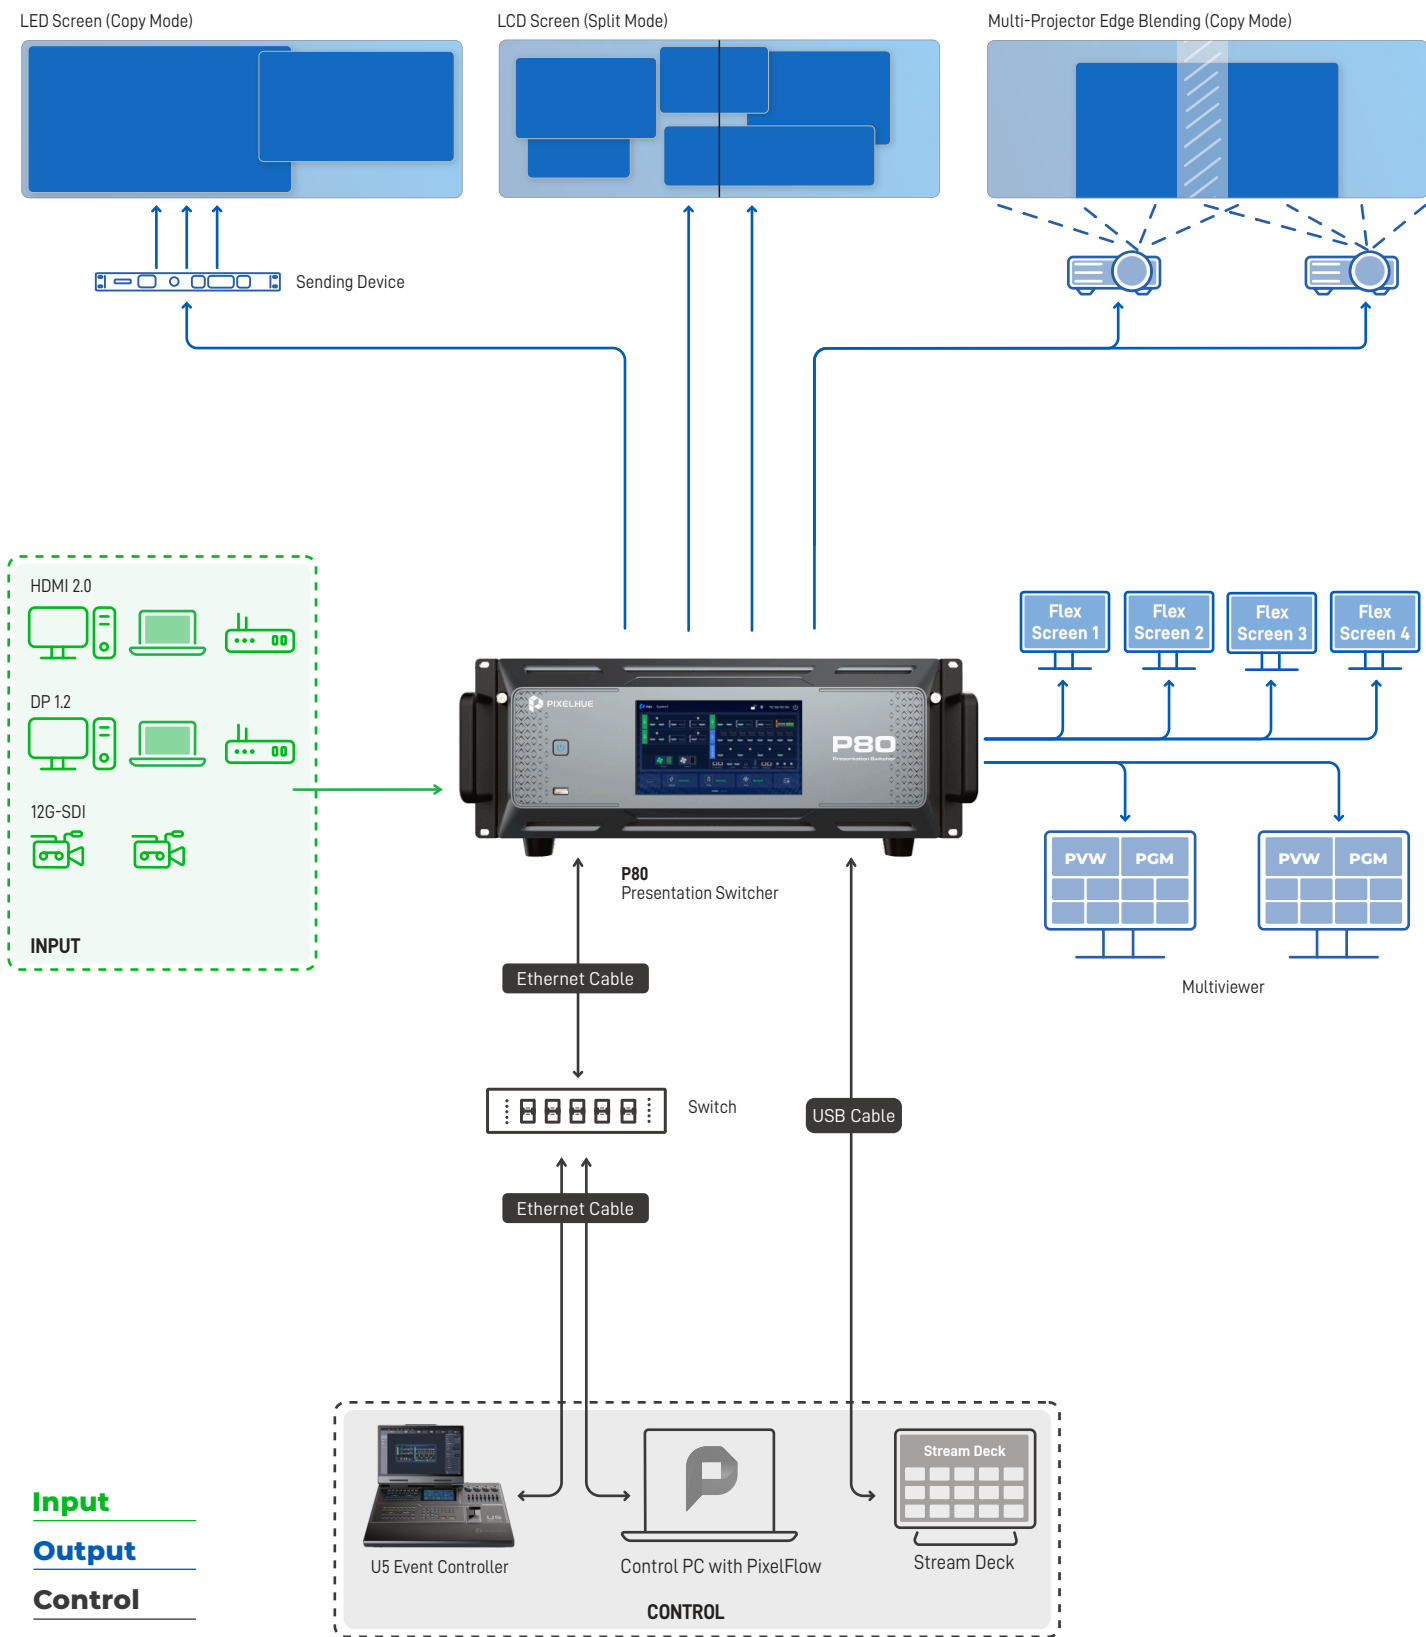 LED Screen (Copy Mode)
LCD Screen (Split Mode)
Multi-Projector Edge Blending (Copy Mode)
Sending Device
HDMI 2.0
DP 1.2
12G-SDI
INPUT
PIXELHUE
P80
Presentation Switcher
Flex
Screen 1
Flex
Screen 2
Flex
Screen 3
Flex
Screen 4
P80
Presentation Switcher
PVW PGM
PVW PGM
Multiviewer
Ethernet Cable
Switch
USB Cable
Ethernet Cable
Stream Deck
U5
U5 Event Controller
Control PC with PixelFlow
Stream Deck
CONTROL
Input
Output
Control